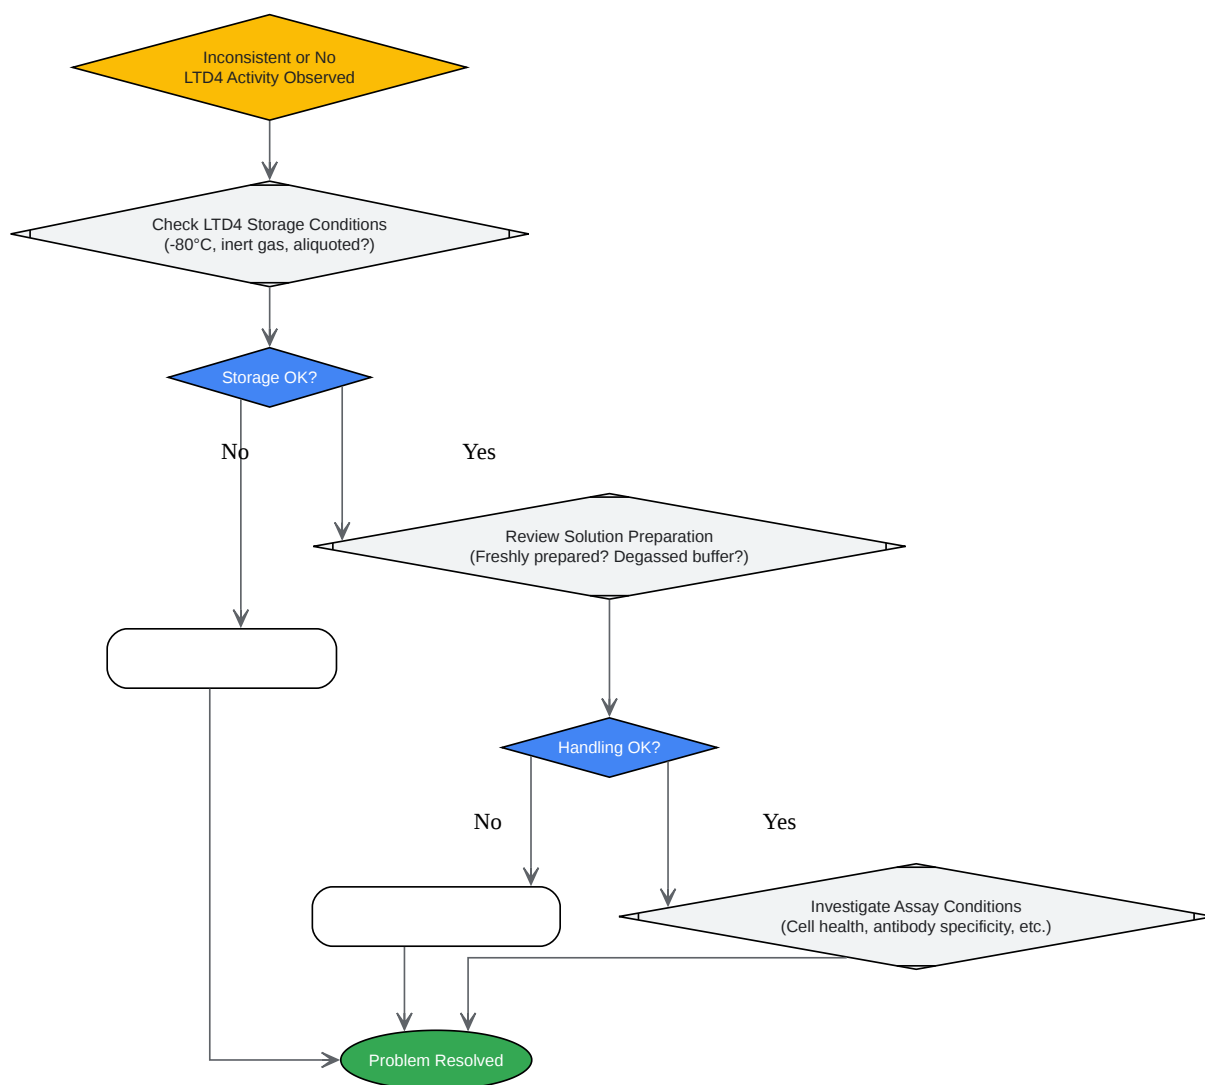 Inconsistent or No
LTD4 Activity Observed
Check LTD4 Storage Conditions
(-80°C, inert gas, aliquoted?)
Storage OK?
No
Yes
Review Solution Preparation
(Freshly prepared? Degassed buffer?)
Handling OK?
No
Yes
Investigate Assay Conditions
(Cell health, antibody specificity, etc.)
Problem Resolved